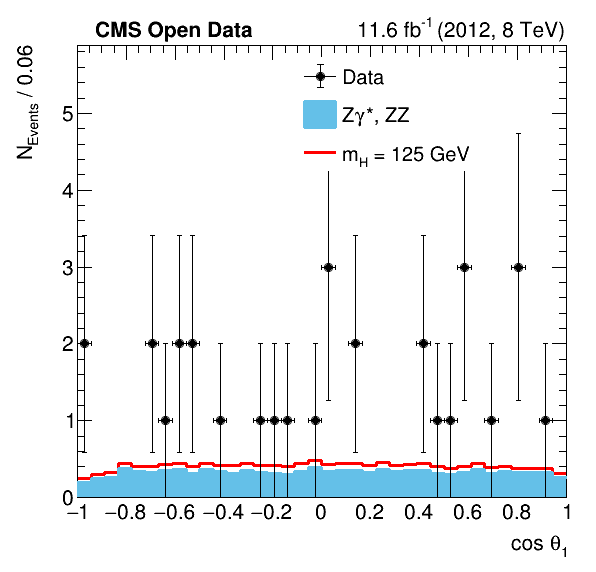 CMS Open Data 11.6 fb⁻¹ (2012, 8 TeV)
N_Events / 0.06
Data
Zγ*, ZZ
m_H = 125 GeV
5
4
3
2
1
0
−1 −0.8 −0.6 −0.4 −0.2 0 0.2 0.4 0.6 0.8 1
cos θ₁